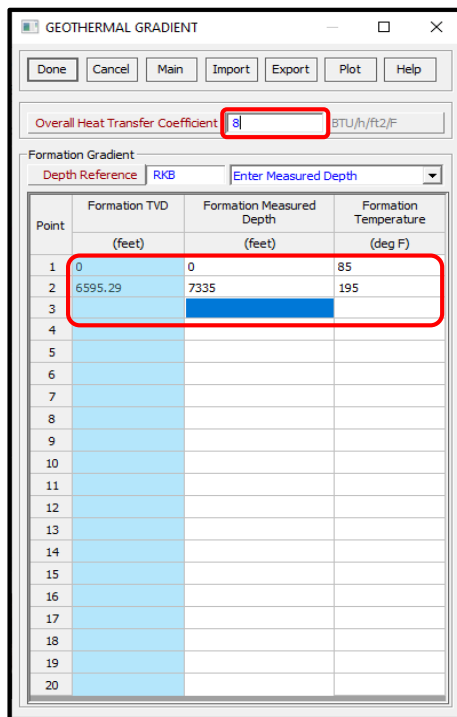 GEOTHERMAL GRADIENT
Done Cancel Main Import Export Plot Help
Overall Heat Transfer Coefficient 8 BTU/h/ft2/F
Formation Gradient
Depth Reference RKB Enter Measured Depth
Point Formation TVD Formation Measured Depth Formation Temperature
(feet) (feet) (deg F)
1 0 0 85
2 6595.29 7335 195
3
4
5
6
7
8
9
10
11
12
13
14
15
16
17
18
19
20